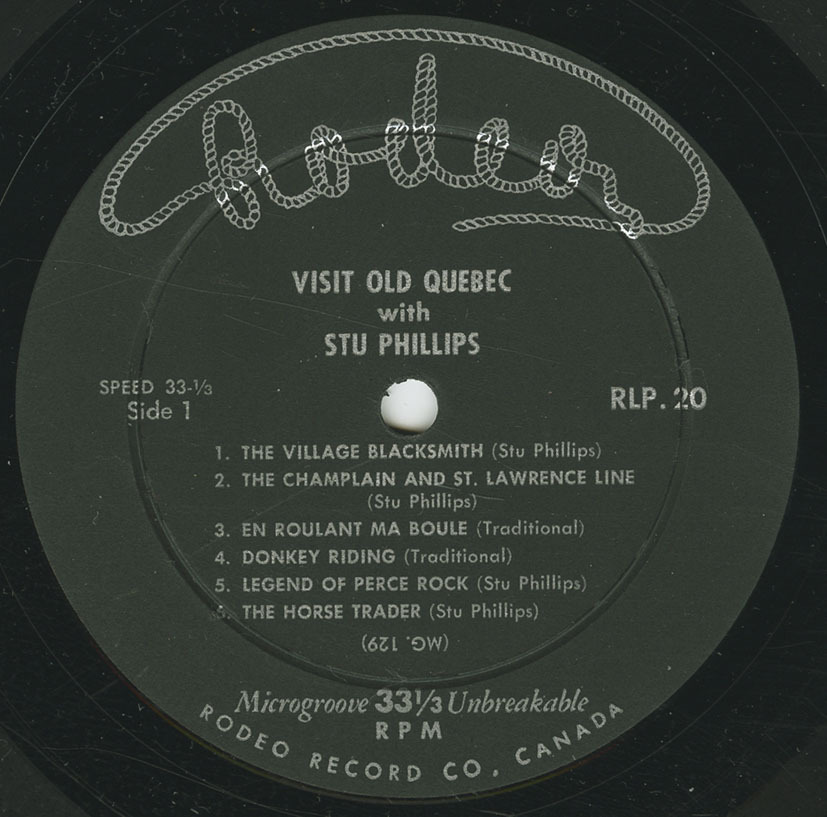 Rodeo
VISIT OLD QUEBEC
with
STU PHILLIPS
SPEED 33-⅓
Side 1
RLP. 20
1. THE VILLAGE BLACKSMITH (Stu Phillips)
2. THE CHAMPLAIN AND ST. LAWRENCE LINE
(Stu Phillips)
3. EN ROULANT MA BOULE (Traditional)
4. DONKEY RIDING (Traditional)
5. LEGEND OF PERCE ROCK (Stu Phillips)
6. THE HORSE TRADER (Stu Phillips)
(MG. 129)
Microgroove 33⅓ Unbreakable
RPM
RODEO RECORD CO. CANADA